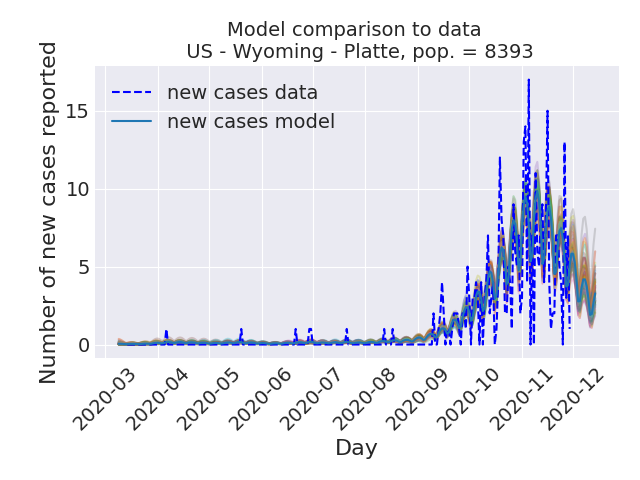 Model comparison to data
US - Wyoming - Platte, pop. = 8393
new cases data
new cases model
Number of new cases reported
15
10
5
0
2020-03
2020-04
2020-05
2020-06
2020-07
2020-08
2020-09
2020-10
2020-11
2020-12
Day